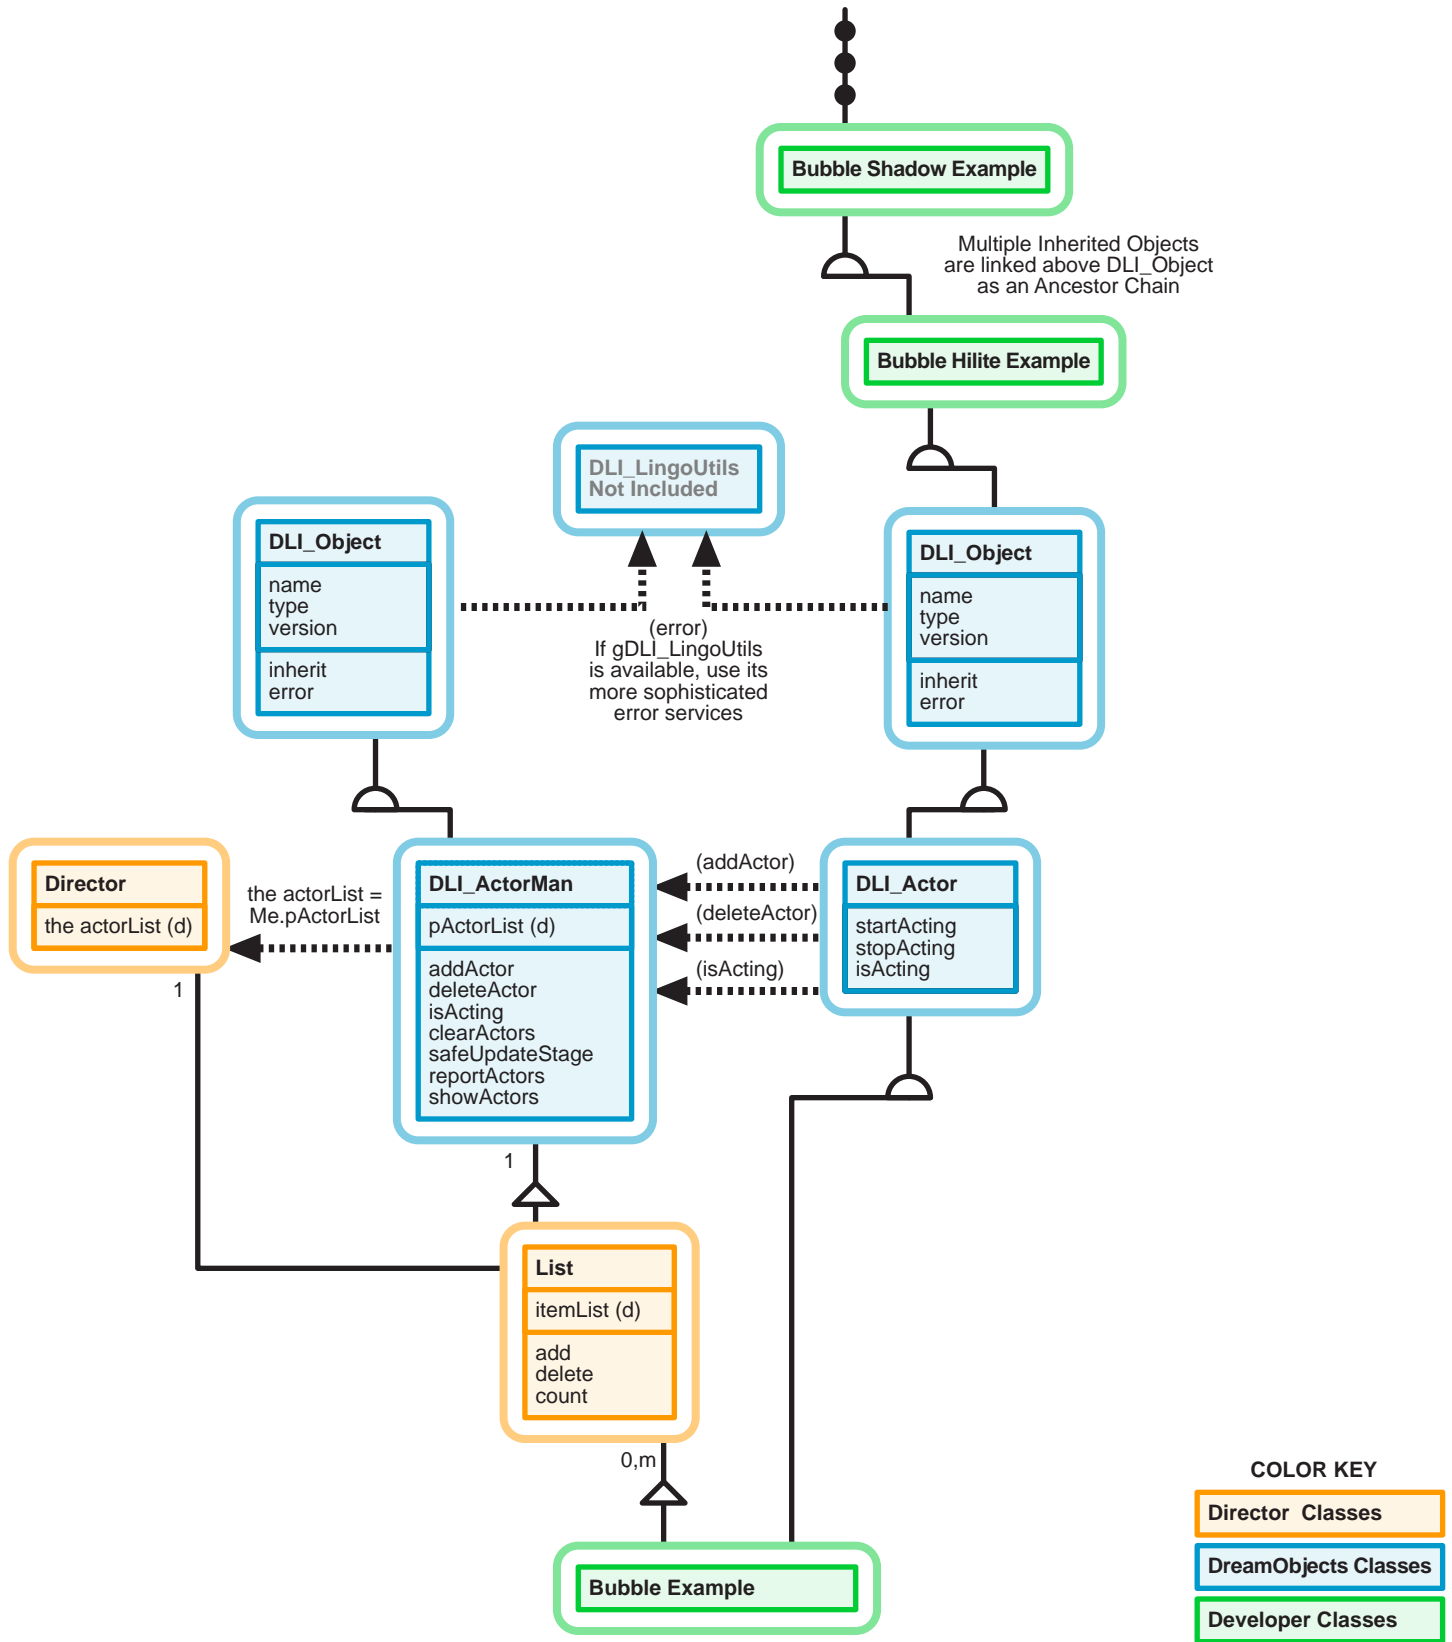 Bubble Shadow Example
Multiple Inherited Objects
are linked above DLI_Object
as an Ancestor Chain
Bubble Hilite Example
DLI_LingoUtils
Not Included
DLI_Object
name
type
version
inherit
error
(error)
If gDLI_LingoUtils
is available, use its
more sophisticated
error services
DLI_Object
name
type
version
inherit
error
Director
the actorList (d)
the actorList =
Me.pActorList
DLI_ActorMan
pActorList (d)
addActor
deleteActor
isActing
clearActors
safeUpdateStage
reportActors
showActors
(addActor)
(deleteActor)
(isActing)
DLI_Actor
startActing
stopActing
isActing
1
1
List
itemList (d)
add
delete
count
0,m
Bubble Example
COLOR KEY
Director Classes
DreamObjects Classes
Developer Classes